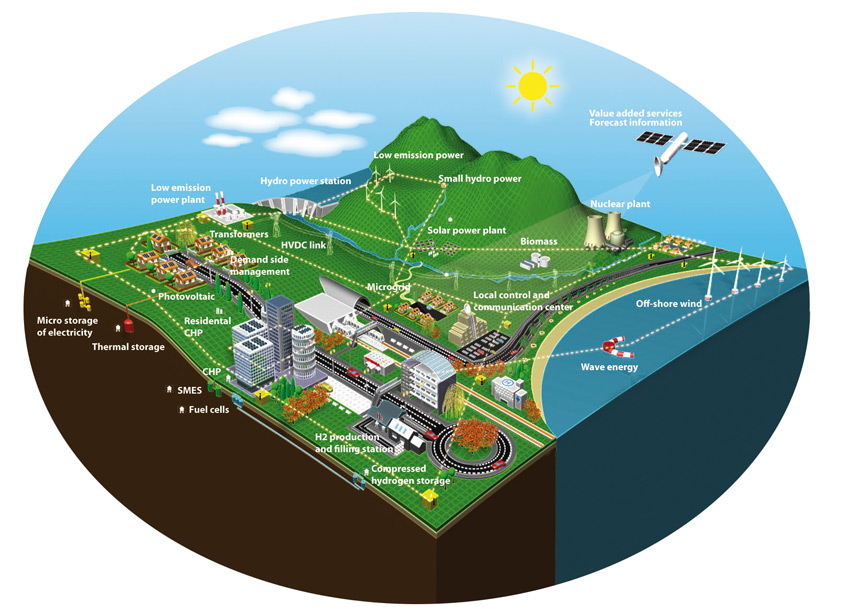 Value added services
Forecast information
Low emission power
Hydro power station
Small hydro power
Low emission
power plant
Nuclear plant
Solar power plant
Transformers
HVDC link
Biomass
Demand side
management
Microgrid
Photovoltaic
Local control and
communication center
Off-shore wind
Micro storage
of electricity
Residental
CHP
Thermal storage
Wave energy
CHP
SMES
Fuel cells
H2 production
and filling station
Compressed
hydrogen storage